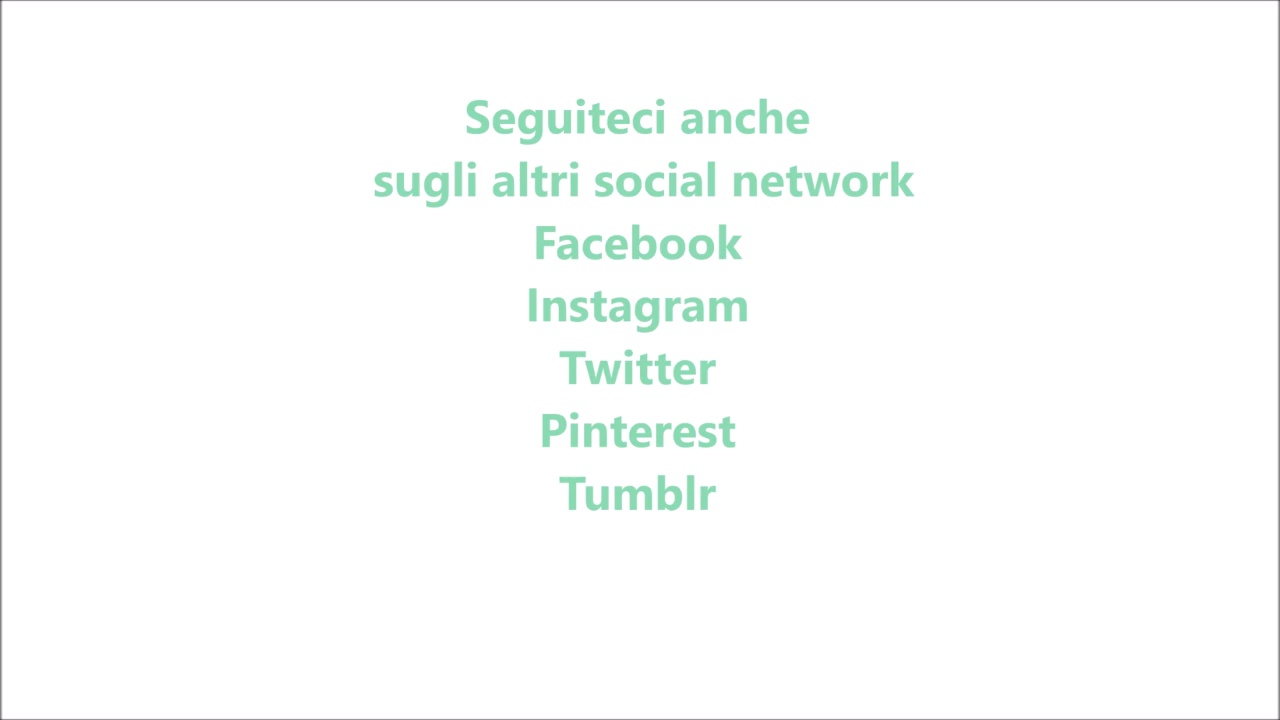 Seguiteci anche
sugli altri social network
Facebook
Instagram
Twitter
Pinterest
Tumblr